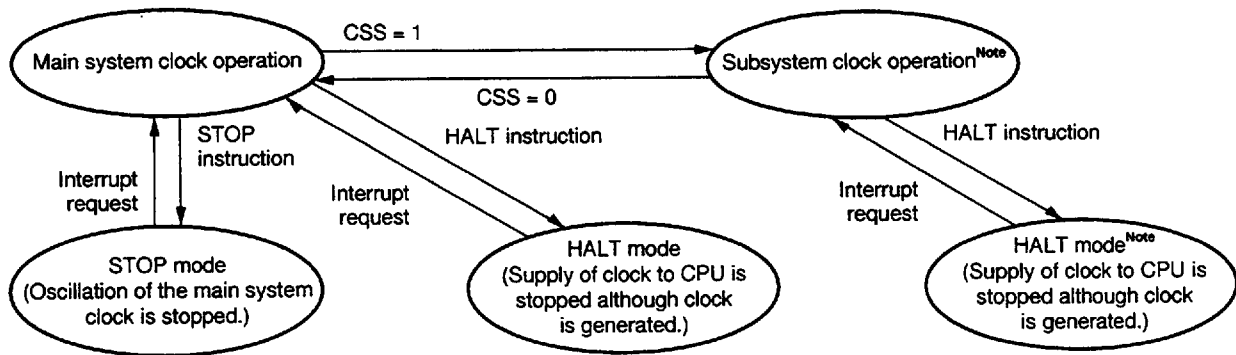 CSS = 1
Main system clock operation
Subsystem clock operation Note
CSS = 0
STOP
instruction
HALT instruction
HALT instruction
Interrupt
request
Interrupt
request
Interrupt
request
STOP mode
(Oscillation of the main system
clock is stopped.)
HALT mode
(Supply of clock to CPU is
stopped although clock
is generated.)
HALT mode Note
(Supply of clock to CPU is
stopped although clock
is generated.)